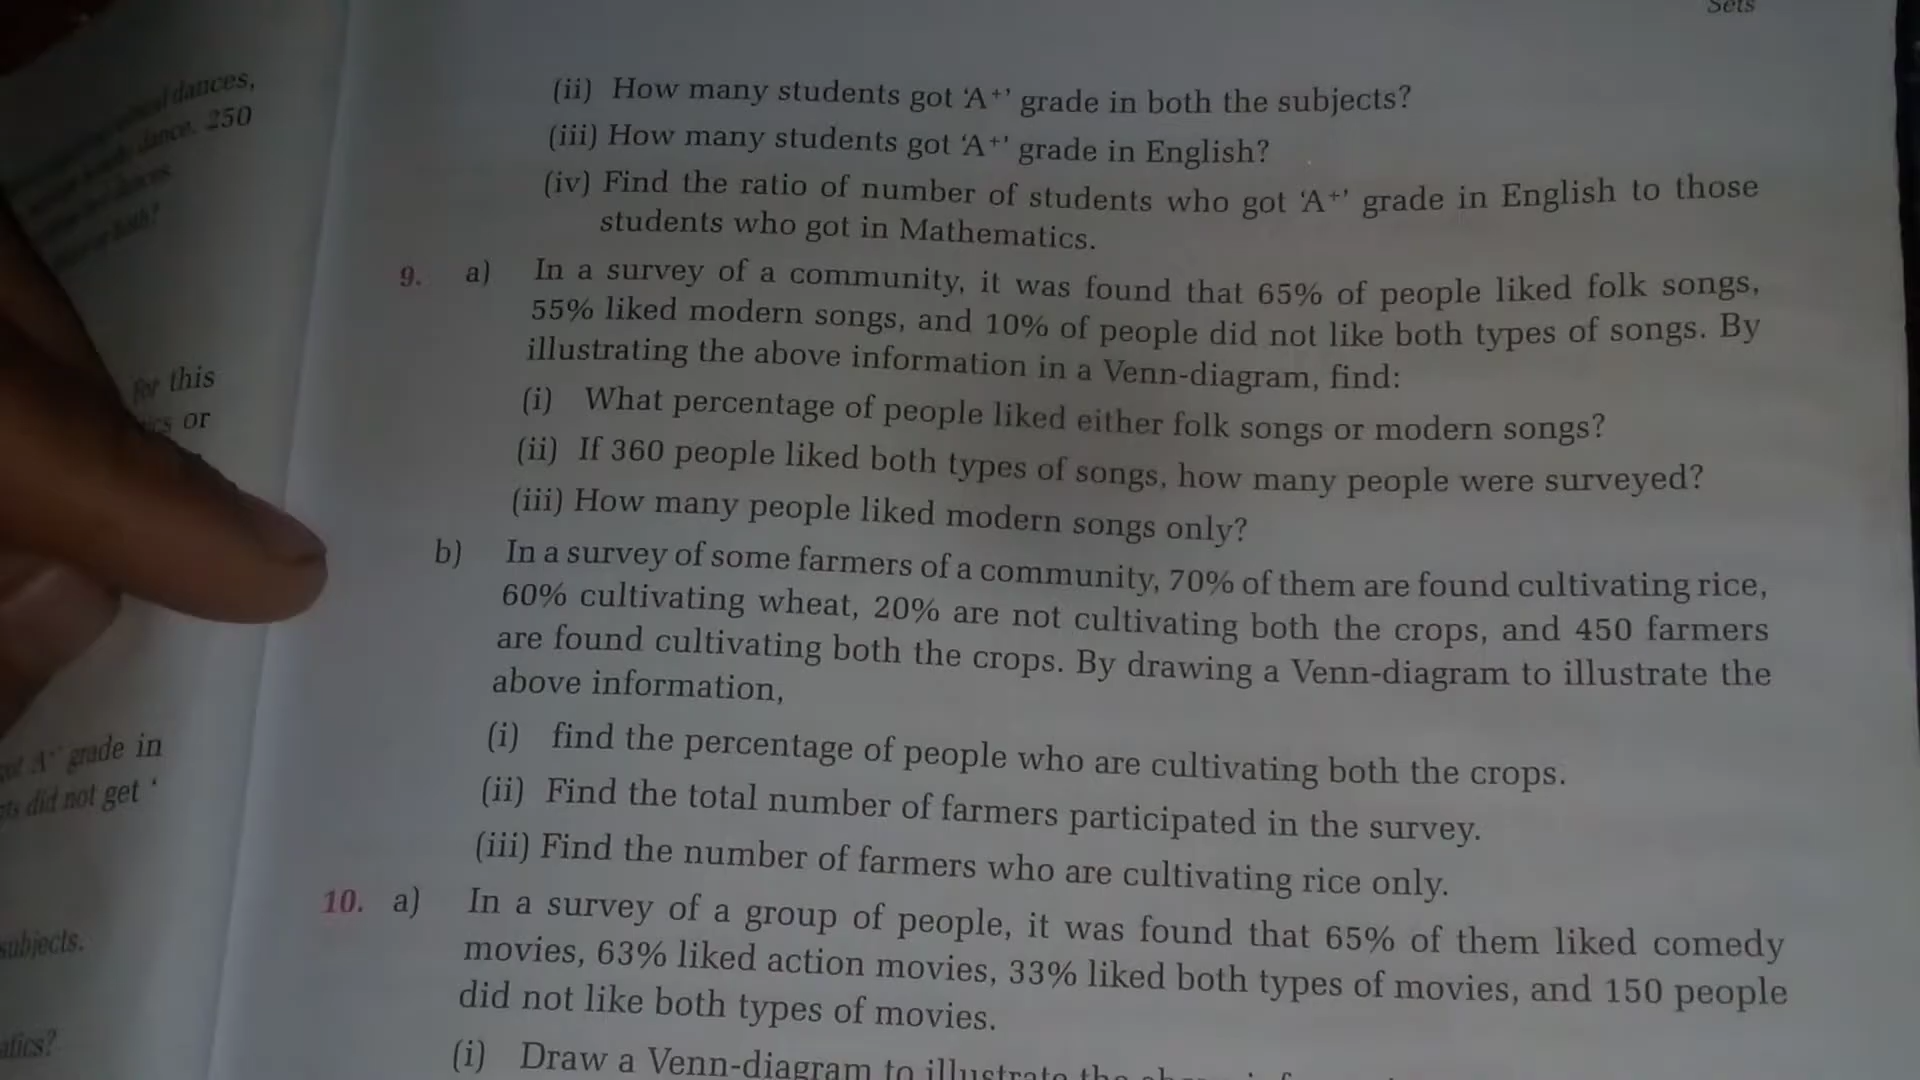 Sets
dances,
dance. 250
for this
or
grade in
did not get '
subjects.
(ii) How many students got 'A⁺' grade in both the subjects?
(iii) How many students got 'A⁺' grade in English?
(iv) Find the ratio of number of students who got 'A⁺' grade in English to those
students who got in Mathematics.
9. a) In a survey of a community, it was found that 65% of people liked folk songs,
55% liked modern songs, and 10% of people did not like both types of songs. By
illustrating the above information in a Venn-diagram, find:
(i) What percentage of people liked either folk songs or modern songs?
(ii) If 360 people liked both types of songs, how many people were surveyed?
(iii) How many people liked modern songs only?
b) In a survey of some farmers of a community, 70% of them are found cultivating rice,
60% cultivating wheat, 20% are not cultivating both the crops, and 450 farmers
are found cultivating both the crops. By drawing a Venn-diagram to illustrate the
above information,
(i) find the percentage of people who are cultivating both the crops.
(ii) Find the total number of farmers participated in the survey.
(iii) Find the number of farmers who are cultivating rice only.
10. a) In a survey of a group of people, it was found that 65% of them liked comedy
movies, 63% liked action movies, 33% liked both types of movies, and 150 people
did not like both types of movies.
(i) Draw a Venn-diagram to illustrate the